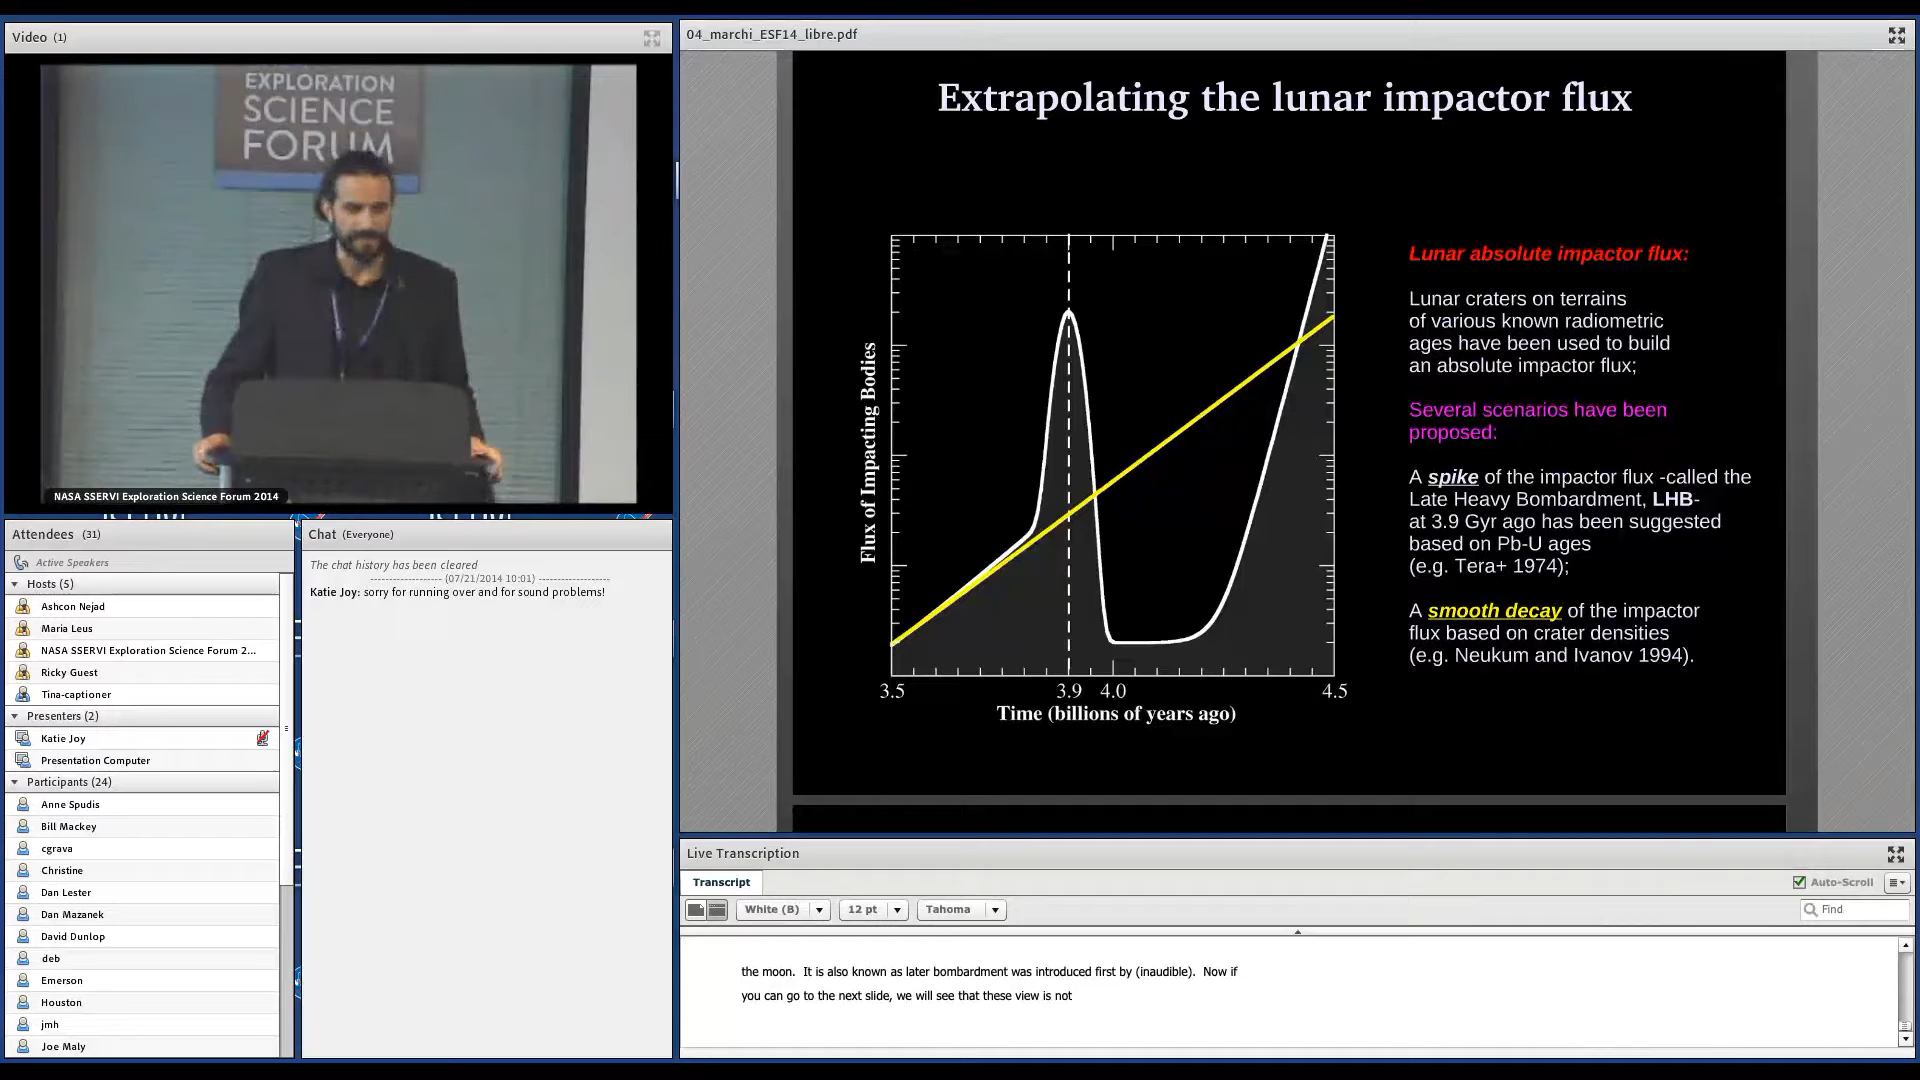 Video (1)
EXPLORATION
SCIENCE
FORUM
NASA SSERVI Exploration Science Forum 2014
Attendees (31)
Active Speakers
Hosts (5)
Ashcon Nejad
Maria Leus
NASA SSERVI Exploration Science Forum 2...
Ricky Guest
Tina-captioner
Presenters (2)
Katie Joy
Presentation Computer
Participants (24)
Anne Spudis
Bill Mackey
cgrava
Christine
Dan Lester
Dan Mazanek
David Dunlop
deb
Emerson
Houston
jmh
Joe Maly
Chat (Everyone)
The chat history has been cleared
-------------------- (07/21/2014 10:01) --------------------
Katie Joy: sorry for running over and for sound problems!
04_marchi_ESF14_libre.pdf
Extrapolating the lunar impactor flux
Flux of Impacting Bodies
3.5 3.9 4.0 4.5
Time (billions of years ago)
Lunar absolute impactor flux:
Lunar craters on terrains
of various known radiometric
ages have been used to build
an absolute impactor flux;
Several scenarios have been
proposed:
A spike of the impactor flux -called the
Late Heavy Bombardment, LHB-
at 3.9 Gyr ago has been suggested
based on Pb-U ages
(e.g. Tera+ 1974);
A smooth decay of the impactor
flux based on crater densities
(e.g. Neukum and Ivanov 1994).
Live Transcription
Transcript
Auto-Scroll
White (B) 12 pt Tahoma
Find
the moon. It is also known as later bombardment was introduced first by (inaudible). Now if
you can go to the next slide, we will see that these view is not